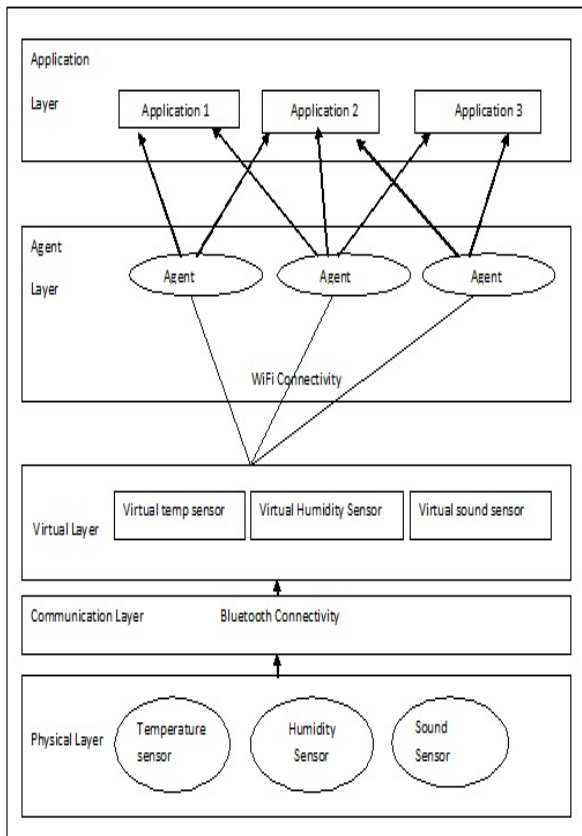 Application
Layer
Application 1
Application 2
Application 3
Agent
Layer
Agent
Agent
Agent
WiFi Connectivity
Virtual Layer
Virtual temp sensor
Virtual Humidity Sensor
Virtual sound sensor
Communication Layer
Bluetooth Connectivity
Physical Layer
Temperature
sensor
Humidity
Sensor
Sound
Sensor